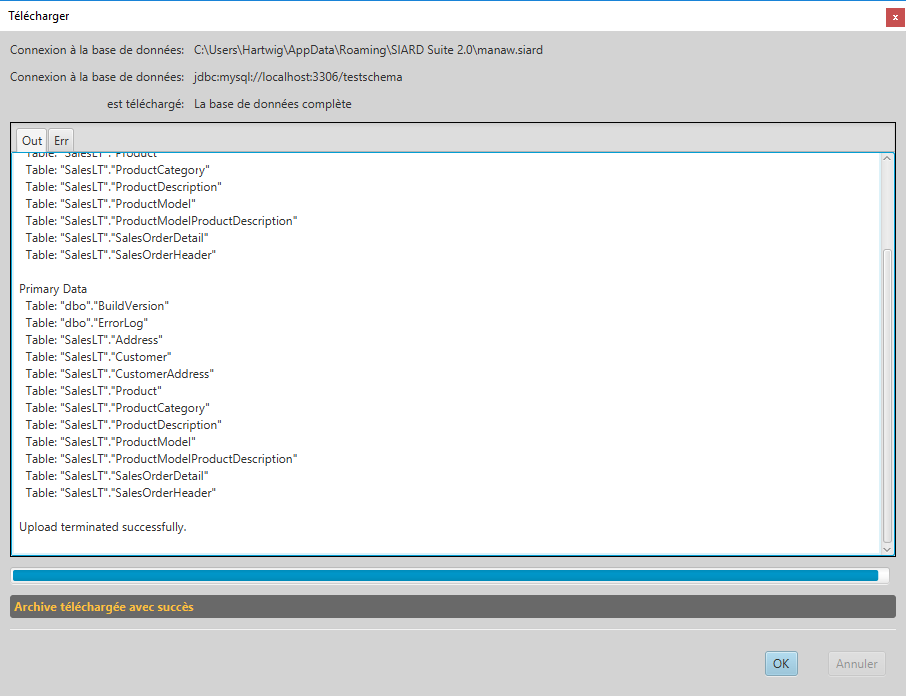 Télécharger
x
Connexion à la base de données: C:\Users\Hartwig\AppData\Roaming\SIARD Suite 2.0\manaw.siard
Connexion à la base de données: jdbc:mysql://localhost:3306/testschema
est téléchargé: La base de données complète
Out Err
Table: "SalesLT"."Product"
Table: "SalesLT"."ProductCategory"
Table: "SalesLT"."ProductDescription"
Table: "SalesLT"."ProductModel"
Table: "SalesLT"."ProductModelProductDescription"
Table: "SalesLT"."SalesOrderDetail"
Table: "SalesLT"."SalesOrderHeader"
Primary Data
Table: "dbo"."BuildVersion"
Table: "dbo"."ErrorLog"
Table: "SalesLT"."Address"
Table: "SalesLT"."Customer"
Table: "SalesLT"."CustomerAddress"
Table: "SalesLT"."Product"
Table: "SalesLT"."ProductCategory"
Table: "SalesLT"."ProductDescription"
Table: "SalesLT"."ProductModel"
Table: "SalesLT"."ProductModelProductDescription"
Table: "SalesLT"."SalesOrderDetail"
Table: "SalesLT"."SalesOrderHeader"
Upload terminated successfully.
Archive téléchargée avec succès
OK Annuler